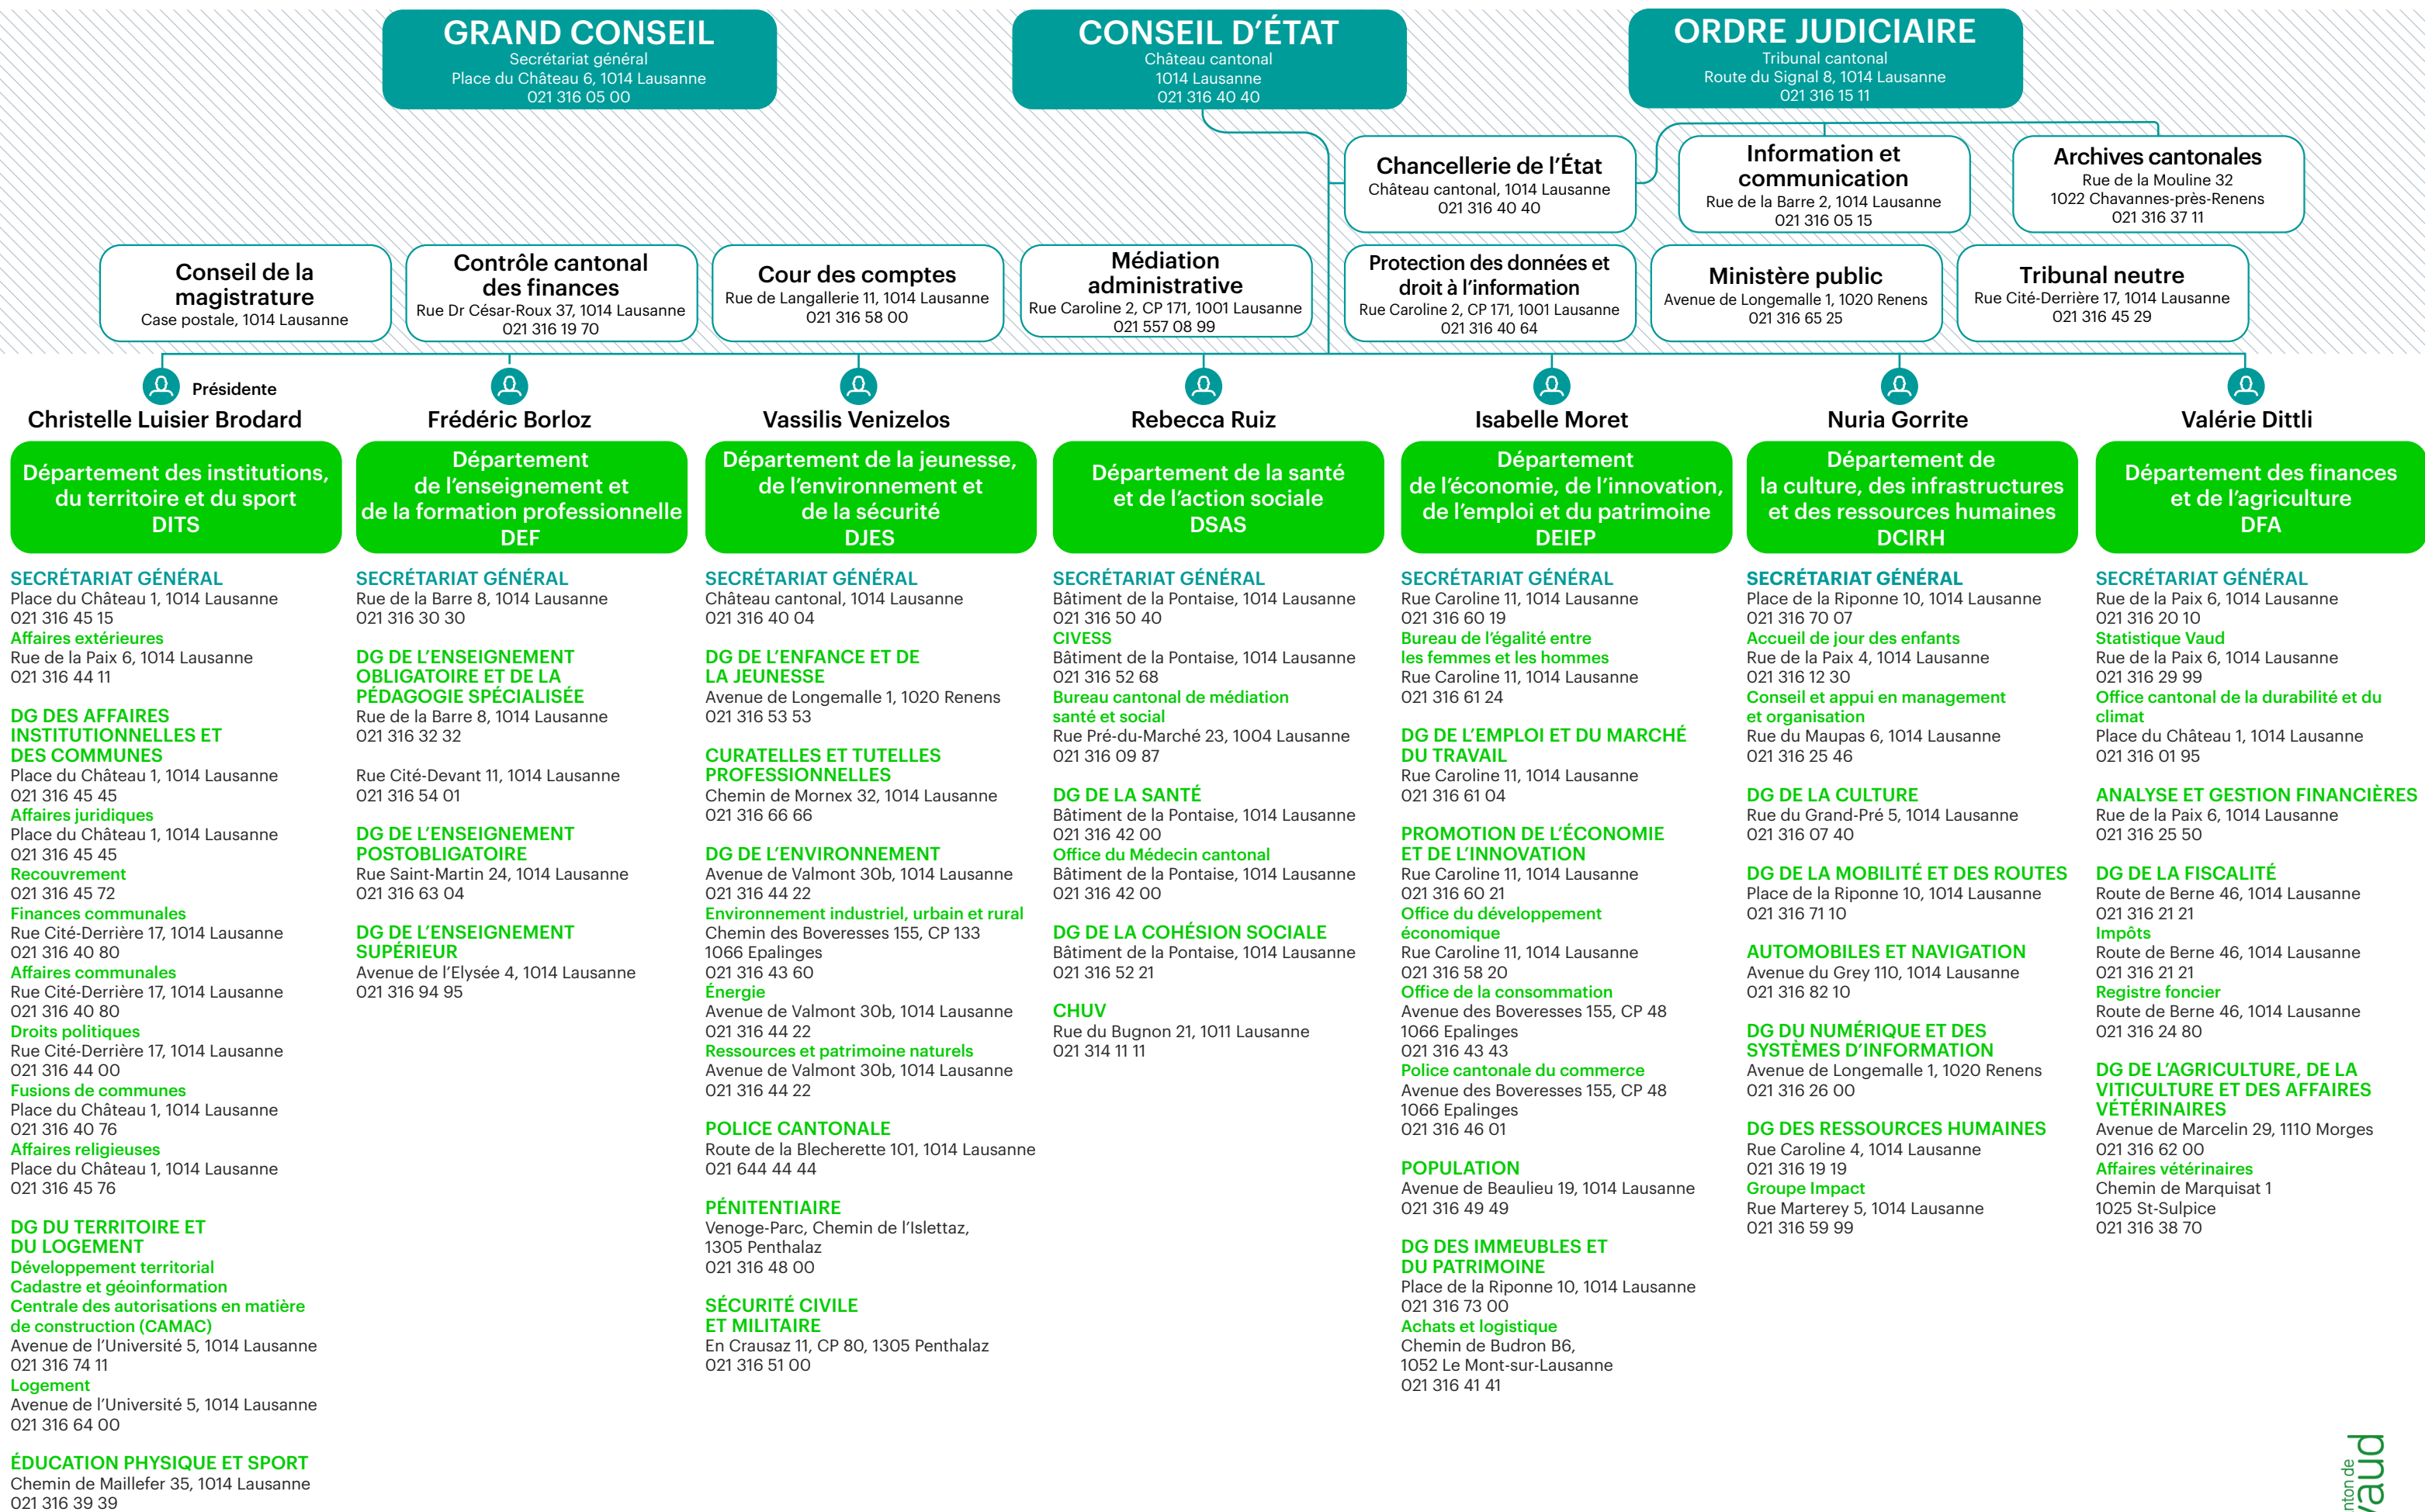 GRAND CONSEIL
Secrétariat général
Place du Château 6, 1014 Lausanne
021 316 05 00
CONSEIL D’ÉTAT
Château cantonal
1014 Lausanne
021 316 40 40
ORDRE JUDICIAIRE
Tribunal cantonal
Route du Signal 8, 1014 Lausanne
021 316 15 11
Chancellerie de l’État
Château cantonal, 1014 Lausanne
021 316 40 40
Information et
communication
Rue de la Barre 2, 1014 Lausanne
021 316 05 15
Archives cantonales
Rue de la Mouline 32
1022 Chavannes-près-Renens
021 316 37 11
Conseil de la
magistrature
Case postale, 1014 Lausanne
Contrôle cantonal
des finances
Rue Dr César-Roux 37, 1014 Lausanne
021 316 19 70
Cour des comptes
Rue de Langallerie 11, 1014 Lausanne
021 316 58 00
Médiation
administrative
Rue Caroline 2, CP 171, 1001 Lausanne
021 557 08 99
Protection des données et
droit à l’information
Rue Caroline 2, CP 171, 1001 Lausanne
021 316 40 64
Ministère public
Avenue de Longemalle 1, 1020 Renens
021 316 65 25
Tribunal neutre
Rue Cité-Derrière 17, 1014 Lausanne
021 316 45 29
Présidente
Christelle Luisier Brodard
Département des institutions,
du territoire et du sport
DITS
SECRÉTARIAT GÉNÉRAL
Place du Château 1, 1014 Lausanne
021 316 45 15
Affaires extérieures
Rue de la Paix 6, 1014 Lausanne
021 316 44 11
DG DES AFFAIRES
INSTITUTIONNELLES ET
DES COMMUNES
Place du Château 1, 1014 Lausanne
021 316 45 45
Affaires juridiques
Place du Château 1, 1014 Lausanne
021 316 45 45
Recouvrement
021 316 45 72
Finances communales
Rue Cité-Derrière 17, 1014 Lausanne
021 316 40 80
Affaires communales
Rue Cité-Derrière 17, 1014 Lausanne
021 316 40 80
Droits politiques
Rue Cité-Derrière 17, 1014 Lausanne
021 316 44 00
Fusions de communes
Place du Château 1, 1014 Lausanne
021 316 40 76
Affaires religieuses
Place du Château 1, 1014 Lausanne
021 316 45 76
DG DU TERRITOIRE ET
DU LOGEMENT
Développement territorial
Cadastre et géoinformation
Centrale des autorisations en matière
de construction (CAMAC)
Avenue de l’Université 5, 1014 Lausanne
021 316 74 11
Logement
Avenue de l’Université 5, 1014 Lausanne
021 316 64 00
ÉDUCATION PHYSIQUE ET SPORT
Chemin de Maillefer 35, 1014 Lausanne
021 316 39 39
Frédéric Borloz
Département
de l’enseignement et
de la formation professionnelle
DEF
SECRÉTARIAT GÉNÉRAL
Rue de la Barre 8, 1014 Lausanne
021 316 30 30
DG DE L’ENSEIGNEMENT
OBLIGATOIRE ET DE LA
PÉDAGOGIE SPÉCIALISÉE
Rue de la Barre 8, 1014 Lausanne
021 316 32 32
Rue Cité-Devant 11, 1014 Lausanne
021 316 54 01
DG DE L’ENSEIGNEMENT
POSTOBLIGATOIRE
Rue Saint-Martin 24, 1014 Lausanne
021 316 63 04
DG DE L’ENSEIGNEMENT
SUPÉRIEUR
Avenue de l’Elysée 4, 1014 Lausanne
021 316 94 95
Vassilis Venizelos
Département de la jeunesse,
de l’environnement et
de la sécurité
DJES
SECRÉTARIAT GÉNÉRAL
Château cantonal, 1014 Lausanne
021 316 40 04
DG DE L’ENFANCE ET DE
LA JEUNESSE
Avenue de Longemalle 1, 1020 Renens
021 316 53 53
CURATELLES ET TUTELLES
PROFESSIONNELLES
Chemin de Mornex 32, 1014 Lausanne
021 316 66 66
DG DE L’ENVIRONNEMENT
Avenue de Valmont 30b, 1014 Lausanne
021 316 44 22
Environnement industriel, urbain et rural
Chemin des Boveresses 155, CP 133
1066 Epalinges
021 316 43 60
Énergie
Avenue de Valmont 30b, 1014 Lausanne
021 316 44 22
Ressources et patrimoine naturels
Avenue de Valmont 30b, 1014 Lausanne
021 316 44 22
POLICE CANTONALE
Route de la Blecherette 101, 1014 Lausanne
021 644 44 44
PÉNITENTIAIRE
Venoge-Parc, Chemin de l’Islettaz,
1305 Penthalaz
021 316 48 00
SÉCURITÉ CIVILE
ET MILITAIRE
En Crausaz 11, CP 80, 1305 Penthalaz
021 316 51 00
Rebecca Ruiz
Département de la santé
et de l’action sociale
DSAS
SECRÉTARIAT GÉNÉRAL
Bâtiment de la Pontaise, 1014 Lausanne
021 316 50 40
CIVESS
Bâtiment de la Pontaise, 1014 Lausanne
021 316 52 68
Bureau cantonal de médiation
santé et social
Rue Pré-du-Marché 23, 1004 Lausanne
021 316 09 87
DG DE LA SANTÉ
Bâtiment de la Pontaise, 1014 Lausanne
021 316 42 00
Office du Médecin cantonal
Bâtiment de la Pontaise, 1014 Lausanne
021 316 42 00
DG DE LA COHÉSION SOCIALE
Bâtiment de la Pontaise, 1014 Lausanne
021 316 52 21
CHUV
Rue du Bugnon 21, 1011 Lausanne
021 314 11 11
Isabelle Moret
Département
de l’économie, de l’innovation,
de l’emploi et du patrimoine
DEIEP
SECRÉTARIAT GÉNÉRAL
Rue Caroline 11, 1014 Lausanne
021 316 60 19
Bureau de l’égalité entre
les femmes et les hommes
Rue Caroline 11, 1014 Lausanne
021 316 61 24
DG DE L’EMPLOI ET DU MARCHÉ
DU TRAVAIL
Rue Caroline 11, 1014 Lausanne
021 316 61 04
PROMOTION DE L’ÉCONOMIE
ET DE L’INNOVATION
Rue Caroline 11, 1014 Lausanne
021 316 60 21
Office du développement
économique
Rue Caroline 11, 1014 Lausanne
021 316 58 20
Office de la consommation
Avenue des Boveresses 155, CP 48
1066 Epalinges
021 316 43 43
Police cantonale du commerce
Avenue des Boveresses 155, CP 48
1066 Epalinges
021 316 46 01
POPULATION
Avenue de Beaulieu 19, 1014 Lausanne
021 316 49 49
DG DES IMMEUBLES ET
DU PATRIMOINE
Place de la Riponne 10, 1014 Lausanne
021 316 73 00
Achats et logistique
Chemin de Budron B6,
1052 Le Mont-sur-Lausanne
021 316 41 41
Nuria Gorrite
Département de
la culture, des infrastructures
et des ressources humaines
DCIRH
SECRÉTARIAT GÉNÉRAL
Place de la Riponne 10, 1014 Lausanne
021 316 70 07
Accueil de jour des enfants
Rue de la Paix 4, 1014 Lausanne
021 316 12 30
Conseil et appui en management
et organisation
Rue du Maupas 6, 1014 Lausanne
021 316 25 46
DG DE LA CULTURE
Rue du Grand-Pré 5, 1014 Lausanne
021 316 07 40
DG DE LA MOBILITÉ ET DES ROUTES
Place de la Riponne 10, 1014 Lausanne
021 316 71 10
AUTOMOBILES ET NAVIGATION
Avenue du Grey 110, 1014 Lausanne
021 316 82 10
DG DU NUMÉRIQUE ET DES
SYSTÈMES D’INFORMATION
Avenue de Longemalle 1, 1020 Renens
021 316 26 00
DG DES RESSOURCES HUMAINES
Rue Caroline 4, 1014 Lausanne
021 316 19 19
Groupe Impact
Rue Marterey 5, 1014 Lausanne
021 316 59 99
Valérie Dittli
Département des finances
et de l’agriculture
DFA
SECRÉTARIAT GÉNÉRAL
Rue de la Paix 6, 1014 Lausanne
021 316 20 10
Statistique Vaud
Rue de la Paix 6, 1014 Lausanne
021 316 29 99
Office cantonal de la durabilité et du
climat
Place du Château 1, 1014 Lausanne
021 316 01 95
ANALYSE ET GESTION FINANCIÈRES
Rue de la Paix 6, 1014 Lausanne
021 316 25 50
DG DE LA FISCALITÉ
Route de Berne 46, 1014 Lausanne
021 316 21 21
Impôts
Route de Berne 46, 1014 Lausanne
021 316 21 21
Registre foncier
Route de Berne 46, 1014 Lausanne
021 316 24 80
DG DE L’AGRICULTURE, DE LA
VITICULTURE ET DES AFFAIRES
VÉTÉRINAIRES
Avenue de Marcelin 29, 1110 Morges
021 316 62 00
Affaires vétérinaires
Chemin de Marquisat 1
1025 St-Sulpice
021 316 38 70
nton de
vaud